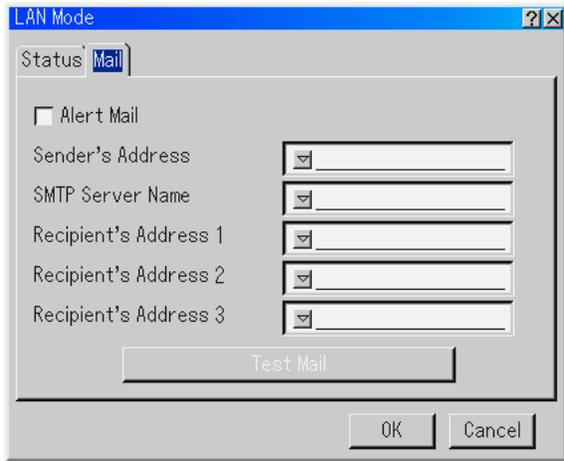 LAN Mode
Status Mail
Alert Mail
Sender's Address
SMTP Server Name
Recipient's Address 1
Recipient's Address 2
Recipient's Address 3
Test Mail
OK Cancel